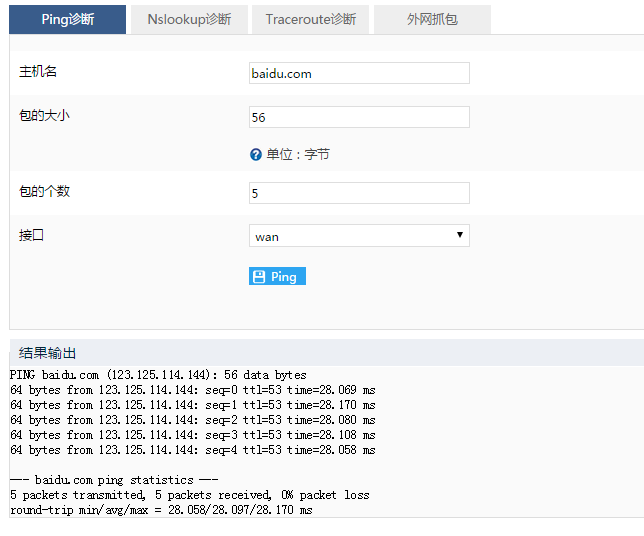 Ping诊断 Nslookup诊断 Traceroute诊断 外网抓包
主机名 baidu.com
包的大小 56
单位：字节
包的个数 5
接口 wan
Ping
结果输出
PING baidu.com (123.125.114.144): 56 data bytes
64 bytes from 123.125.114.144: seq=0 ttl=53 time=28.069 ms
64 bytes from 123.125.114.144: seq=1 ttl=53 time=28.170 ms
64 bytes from 123.125.114.144: seq=2 ttl=53 time=28.080 ms
64 bytes from 123.125.114.144: seq=3 ttl=53 time=28.108 ms
64 bytes from 123.125.114.144: seq=4 ttl=53 time=28.058 ms
--- baidu.com ping statistics ---
5 packets transmitted, 5 packets received, 0% packet loss
round-trip min/avg/max = 28.058/28.097/28.170 ms